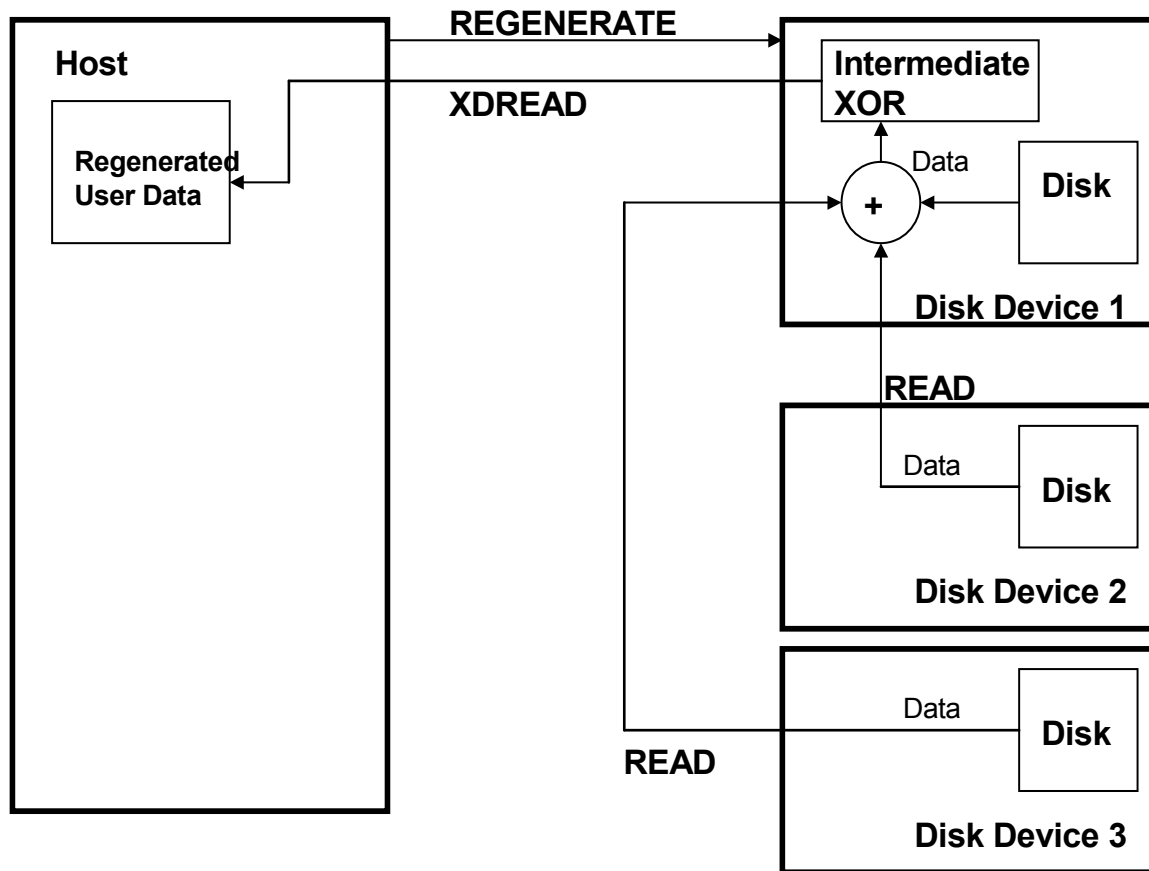 REGENERATE
Host
XDREAD
Regenerated
User Data
Intermediate
XOR
Data
+
Disk
Disk Device 1
READ
Data
Disk
Disk Device 2
Data
Disk
READ
Disk Device 3